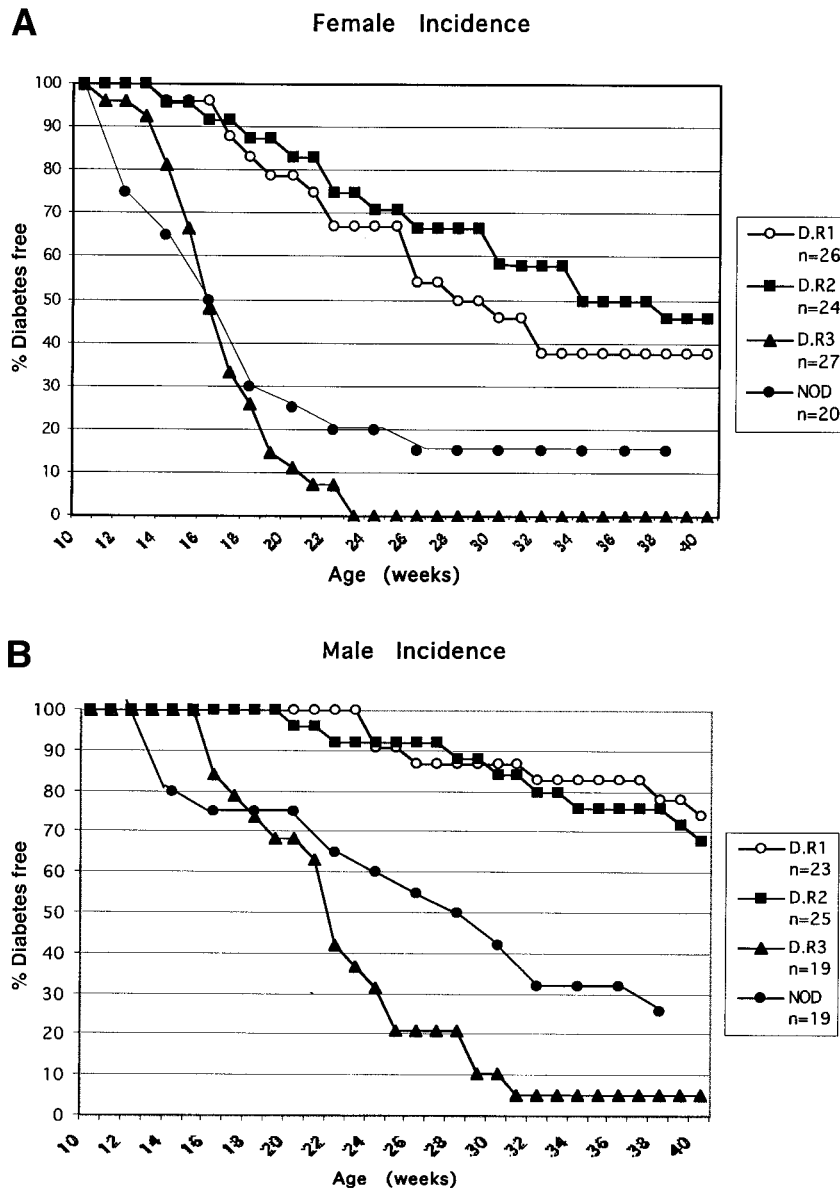 A
Female Incidence
100
90
80
70
60
50
40
30
20
10
0
% Diabetes free
10
12
14
16
18
20
22
24
26
28
30
32
34
36
38
40
Age (weeks)
D.R1
n=26
D.R2
n=24
D.R3
n=27
NOD
n=20
B
Male Incidence
100
90
80
70
60
50
40
30
20
10
0
% Diabetes free
10
12
14
16
18
20
22
24
26
28
30
32
34
36
38
40
Age (weeks)
D.R1
n=23
D.R2
n=25
D.R3
n=19
NOD
n=19